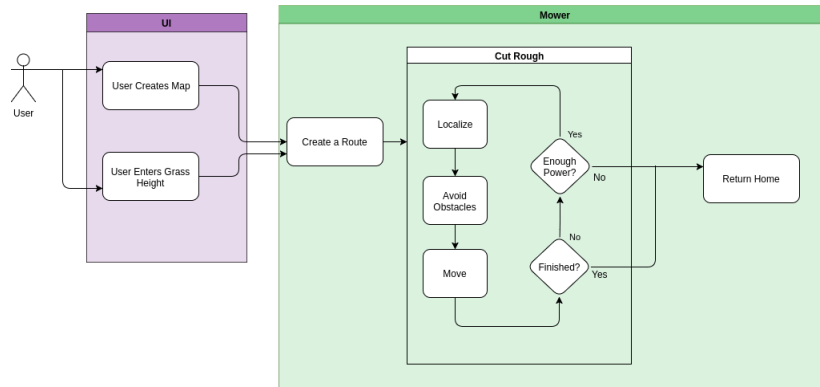 UI
Mower
Cut Rough
User
User Creates Map
User Enters Grass
Height
Create a Route
Localize
Avoid
Obstacles
Move
Yes
Enough
Power?
No
No
Finished?
Yes
Return Home